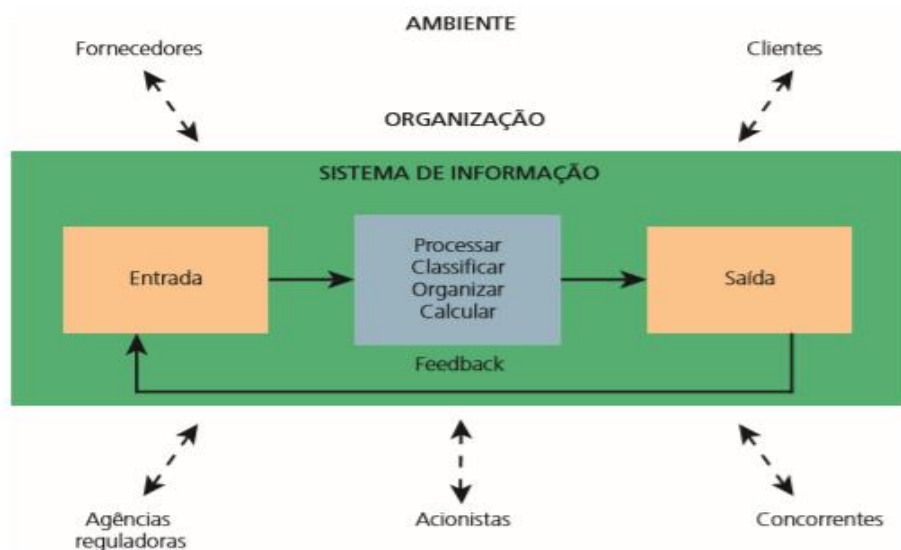 AMBIENTE
Fornecedores
Clientes
ORGANIZAÇÃO
SISTEMA DE INFORMAÇÃO
Entrada
Processar
Classificar
Organizar
Calcular
Saída
Feedback
Agências
reguladoras
Acionistas
Concorrentes